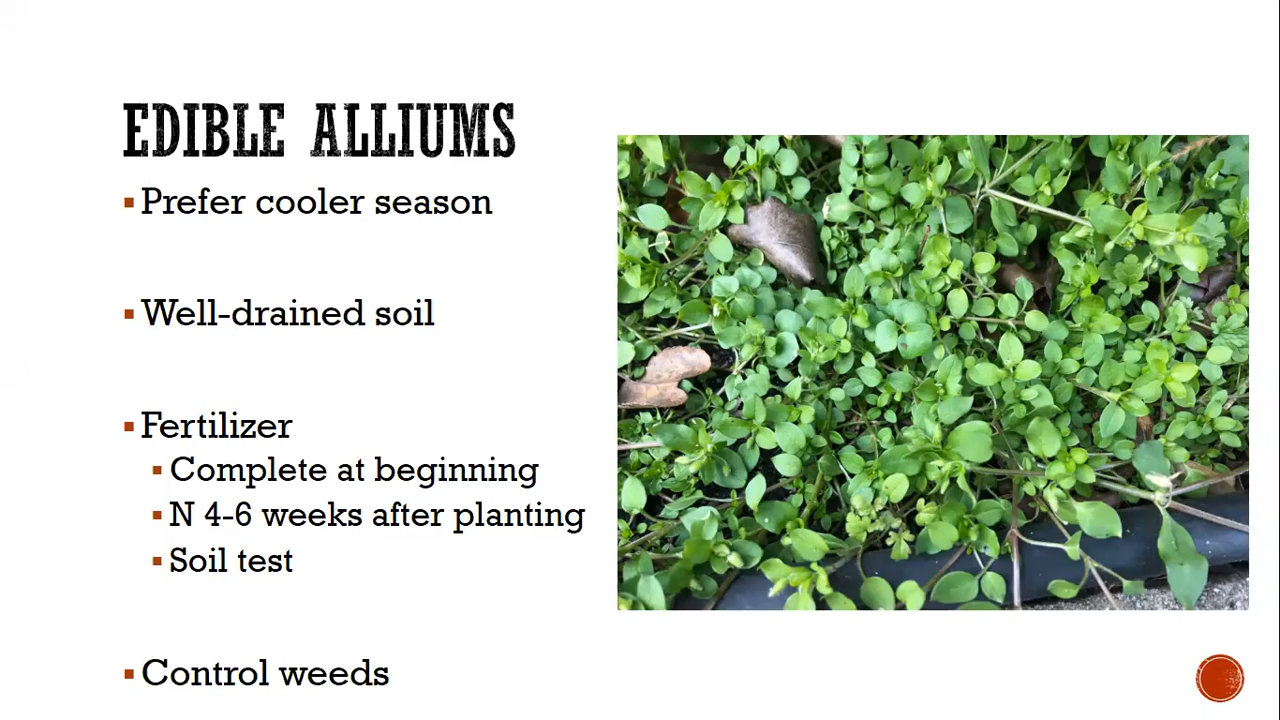 EDIBLE ALLIUMS
Prefer cooler season
Well-drained soil
Fertilizer
Complete at beginning
N 4-6 weeks after planting
Soil test
Control weeds